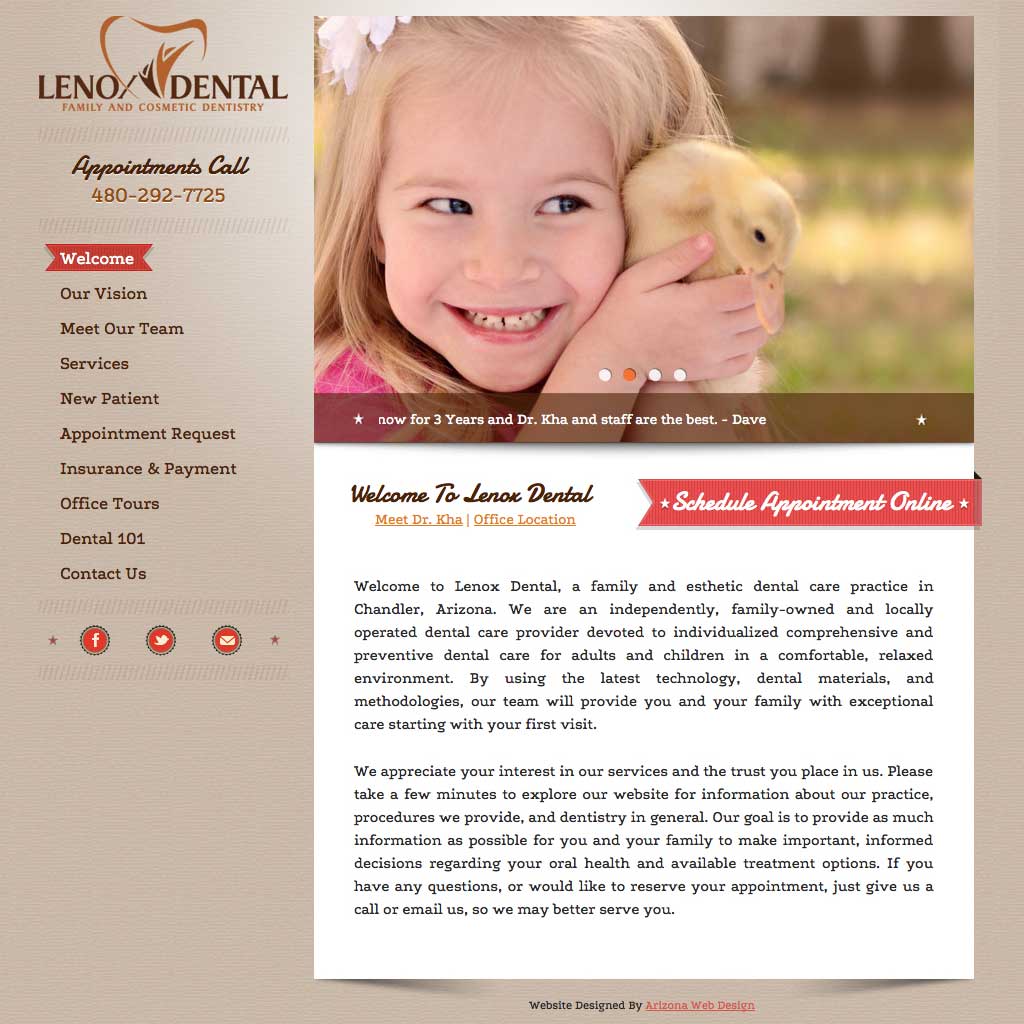 LENOX DENTAL
FAMILY AND COSMETIC DENTISTRY
Appointments Call
480-292-7725
Welcome
Our Vision
Meet Our Team
Services
New Patient
Appointment Request
Insurance & Payment
Office Tours
Dental 101
Contact Us
now for 3 Years and Dr. Kha and staff are the best. - Dave
Welcome To Lenox Dental
Meet Dr. Kha | Office Location
Schedule Appointment Online
Welcome to Lenox Dental, a family and esthetic dental care practice in
Chandler, Arizona. We are an independently, family-owned and locally
operated dental care provider devoted to individualized comprehensive and
preventive dental care for adults and children in a comfortable, relaxed
environment. By using the latest technology, dental materials, and
methodologies, our team will provide you and your family with exceptional
care starting with your first visit.
We appreciate your interest in our services and the trust you place in us. Please
take a few minutes to explore our website for information about our practice,
procedures we provide, and dentistry in general. Our goal is to provide as much
information as possible for you and your family to make important, informed
decisions regarding your oral health and available treatment options. If you
have any questions, or would like to reserve your appointment, just give us a
call or email us, so we may better serve you.
Website Designed By Arizona Web Design